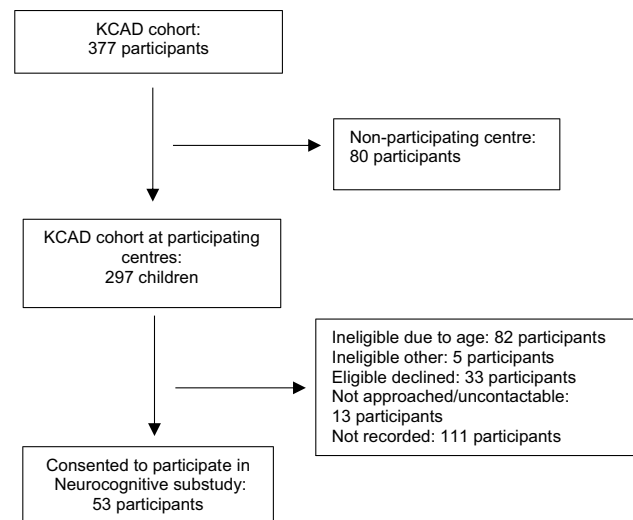 KCAD cohort:
377 participants
Non-participating centre:
80 participants
KCAD cohort at participating
centres:
297 children
Ineligible due to age: 82 participants
Ineligible other: 5 participants
Eligible declined: 33 participants
Not approached/uncontactable:
13 participants
Not recorded: 111 participants
Consented to participate in
Neurocognitive substudy:
53 participants